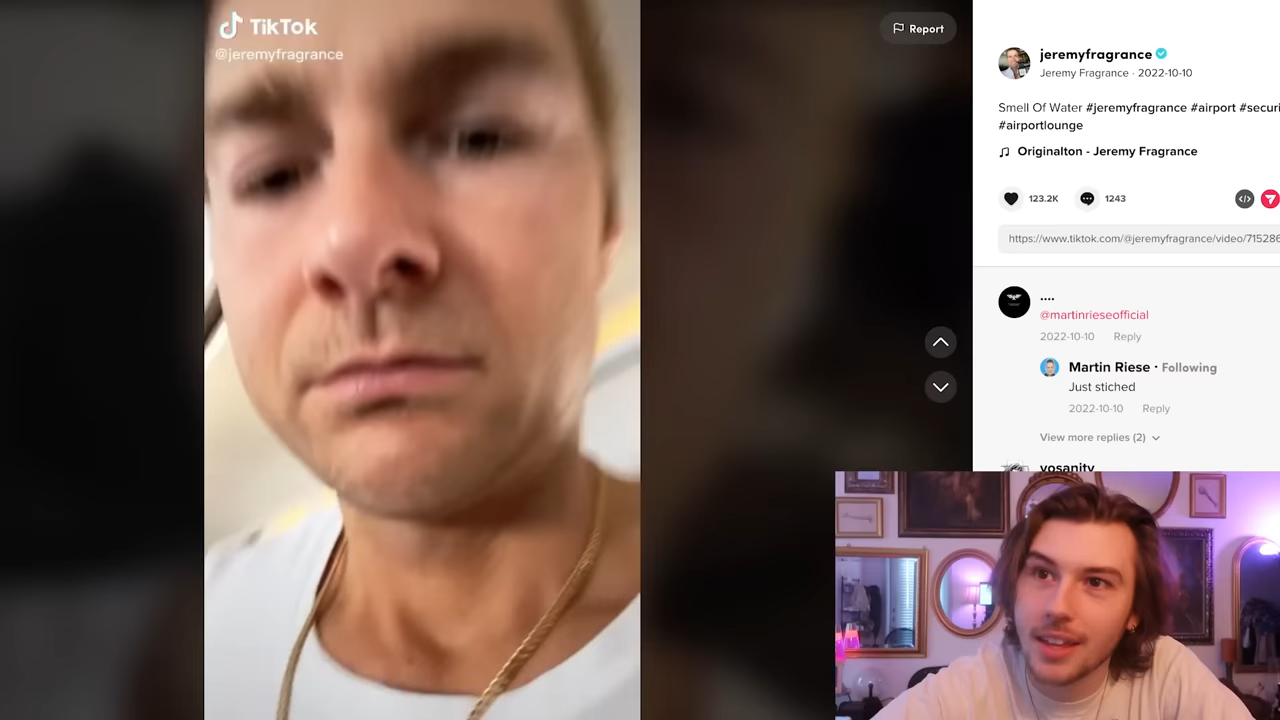 TikTok
@jeremyfragrance
Report
jeremyfragrance
Jeremy Fragrance · 2022-10-10
Smell Of Water #jeremyfragrance #airport #securi
#airportlounge
Originalton - Jeremy Fragrance
123.2K
1243
https://www.tiktok.com/@jeremyfragrance/video/715286
....
@martinrieseofficial
2022-10-10 Reply
Martin Riese · Following
Just stiched
2022-10-10 Reply
View more replies (2)
vosanity